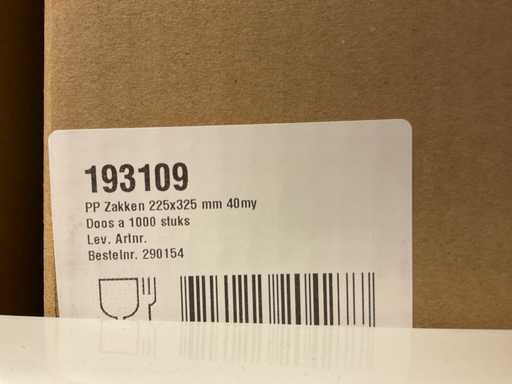 193109
PP Zakken 225x325 mm 40my
Doos a 1000 stuks
Lev. Artnr.
Bestelnr. 290154